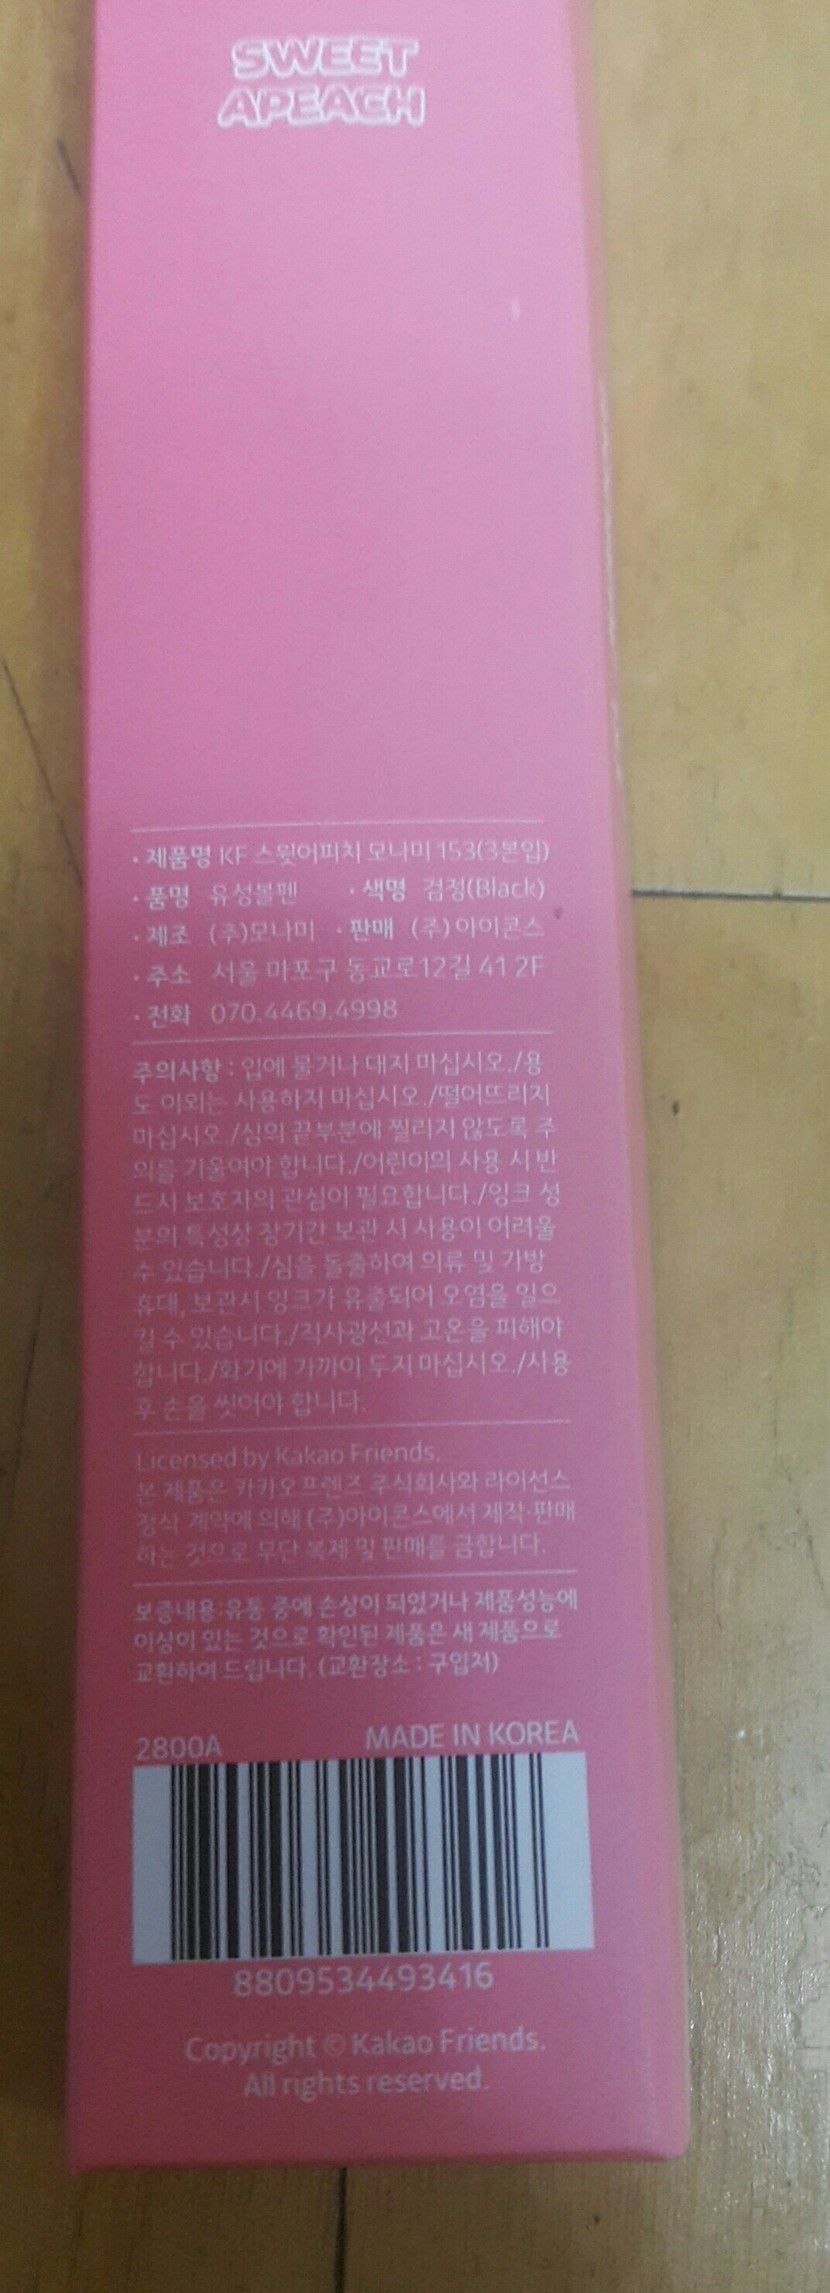 SWEET
APEACH
· 제품명 KF 스윗어피치 모나미 153(3본입)
· 품명 유성볼펜 · 색명 검정(Black)
· 제조 (주)모나미 · 판매 (주)아이콘스
· 주소 서울 마포구 동교로12길 41 2F
· 전화 070.4469.4998
주의사항 : 입에 물거나 대지 마십시오./용
도 이외는 사용하지 마십시오./떨어뜨리지
마십시오./심의 끝부분에 찔리지 않도록 주
의를 기울여야 합니다./어린이의 사용 시 반
드시 보호자의 관심이 필요합니다./잉크 성
분의 특성상 장기간 보관 시 사용이 어려울
수 있습니다./심을 돌출하여 의류 및 가방
휴대, 보관시 잉크가 유출되어 오염을 일으
킬 수 있습니다./직사광선과 고온을 피해야
합니다./화기에 가까이 두지 마십시오./사용
후 손을 씻어야 합니다.
Licensed by Kakao Friends.
본 제품은 카카오프렌즈 주식회사와 라이선스
정식 계약에 의해 (주)아이콘스에서 제작·판매
하는 것으로 무단 복제 및 판매를 금합니다.
보증내용:유통 중에 손상이 되었거나 제품성능에
이상이 있는 것으로 확인된 제품은 새 제품으로
교환하여 드립니다. (교환장소 : 구입처)
2800A MADE IN KOREA
8809534493416
Copyright © Kakao Friends.
All rights reserved.